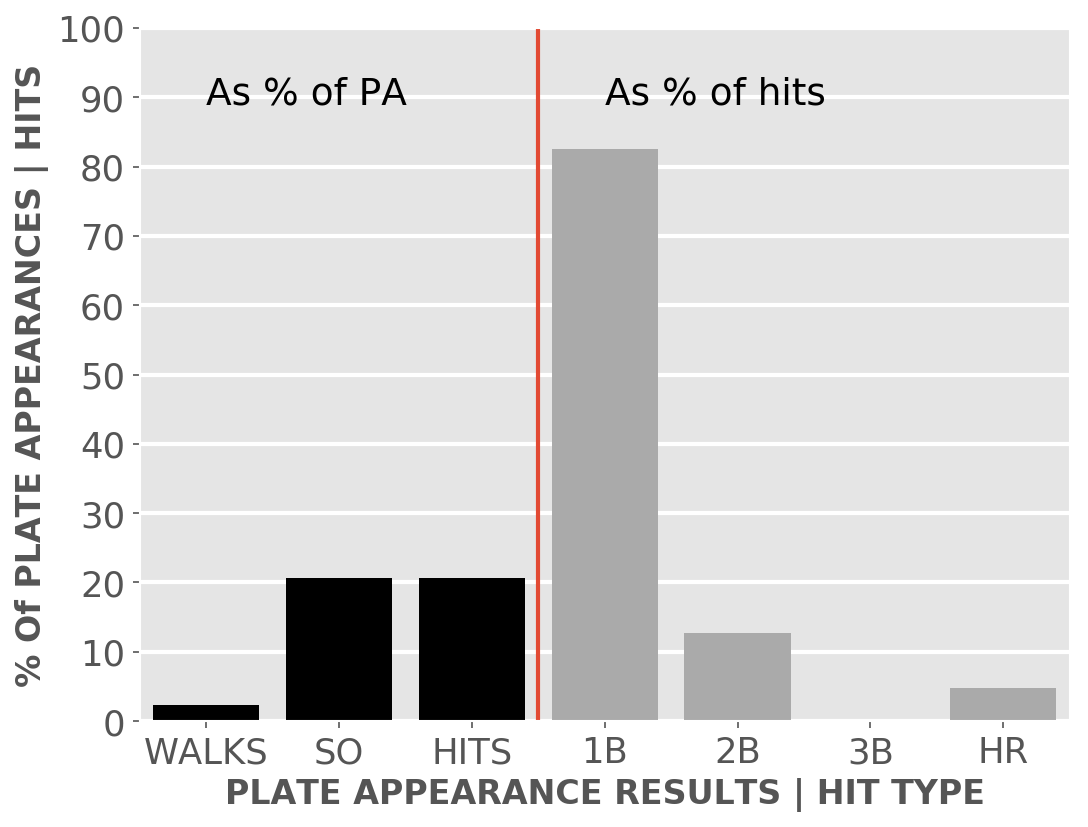 100
90
80
70
60
50
40
30
20
10
0
% Of PLATE APPEARANCES | HITS
As % of PA
As % of hits
WALKS SO HITS 1B 2B 3B HR
PLATE APPEARANCE RESULTS | HIT TYPE